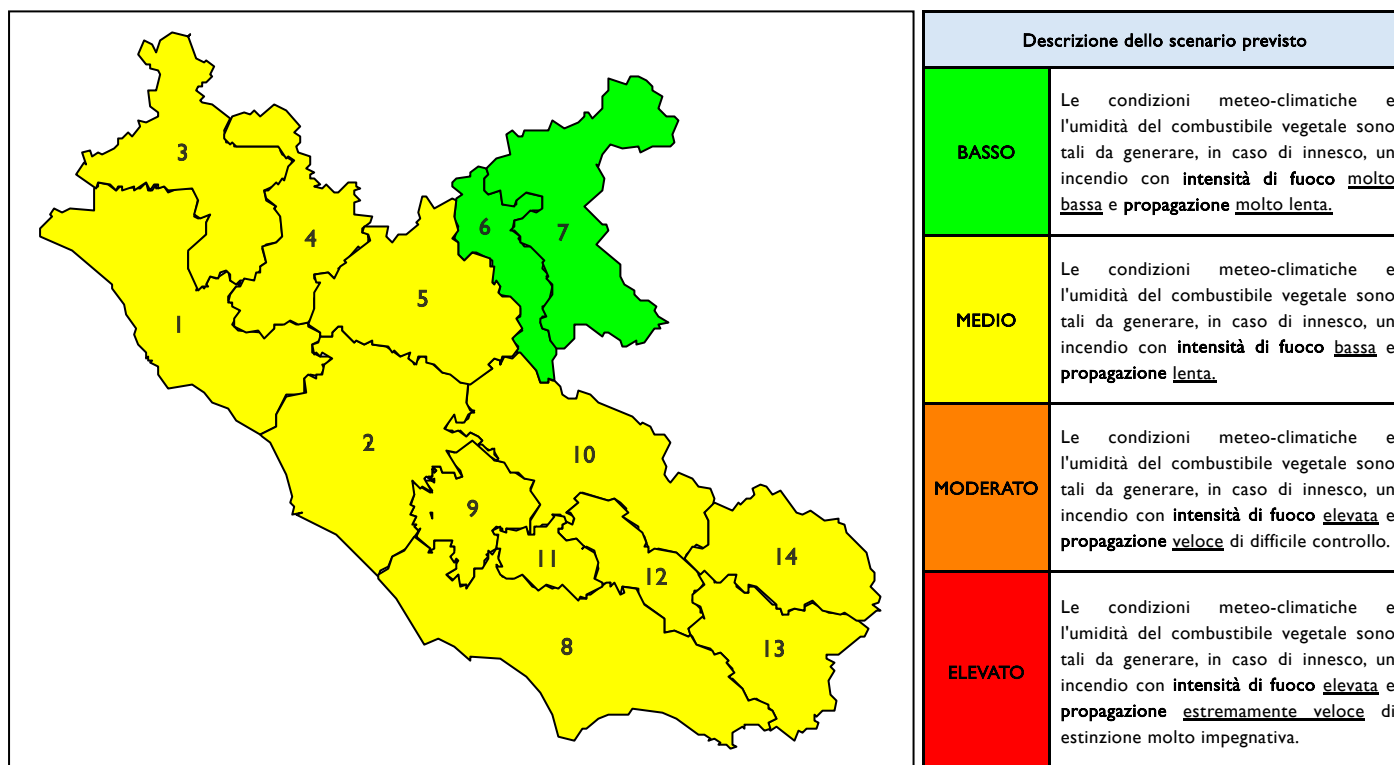 3
4
6
7
5
1
2
10
9
11
12
14
8
13
Descrizione dello scenario previsto
BASSO
Le condizioni meteo-climatiche e
l'umidità del combustibile vegetale sono
tali da generare, in caso di innesco, un
incendio con intensità di fuoco molto
bassa e propagazione molto lenta.
MEDIO
Le condizioni meteo-climatiche e
l'umidità del combustibile vegetale sono
tali da generare, in caso di innesco, un
incendio con intensità di fuoco bassa e
propagazione lenta.
MODERATO
Le condizioni meteo-climatiche e
l'umidità del combustibile vegetale sono
tali da generare, in caso di innesco, un
incendio con intensità di fuoco elevata e
propagazione veloce di difficile controllo.
ELEVATO
Le condizioni meteo-climatiche e
l'umidità del combustibile vegetale sono
tali da generare, in caso di innesco, un
incendio con intensità di fuoco elevata e
propagazione estremamente veloce di
estinzione molto impegnativa.